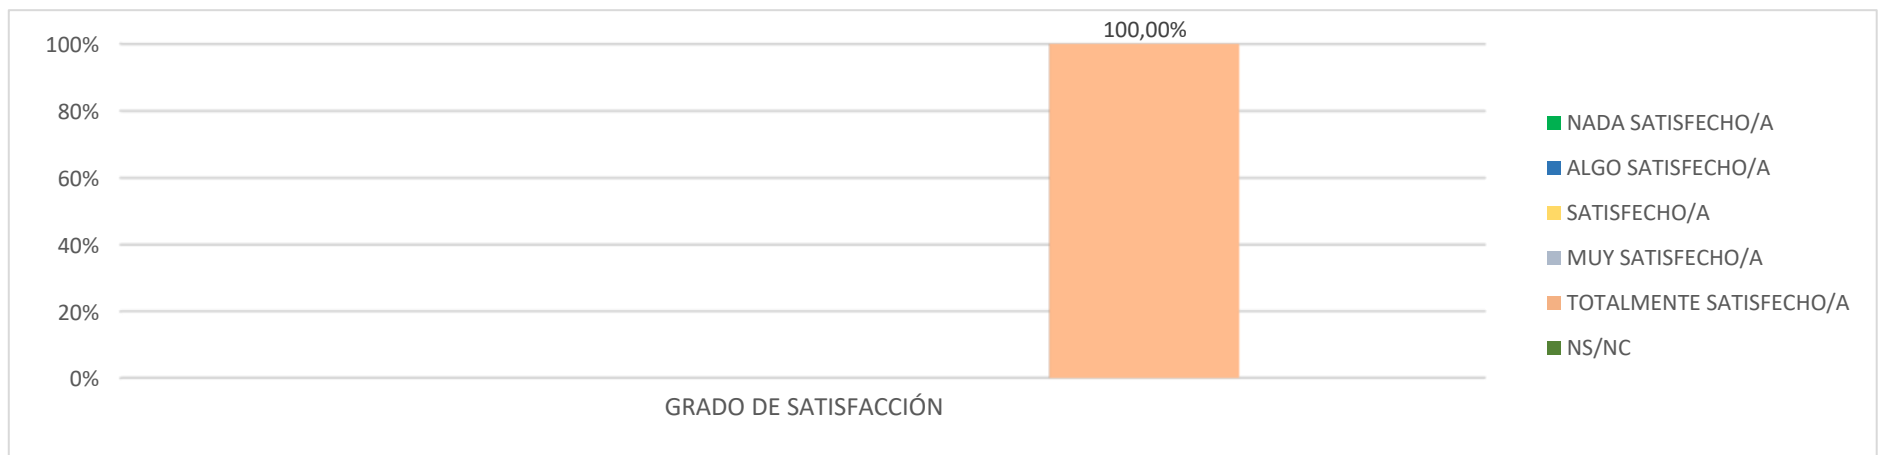 100,00%
100%
80%
60%
40%
20%
0%
GRADO DE SATISFACCIÓN
NADA SATISFECHO/A
ALGO SATISFECHO/A
SATISFECHO/A
MUY SATISFECHO/A
TOTALMENTE SATISFECHO/A
NS/NC